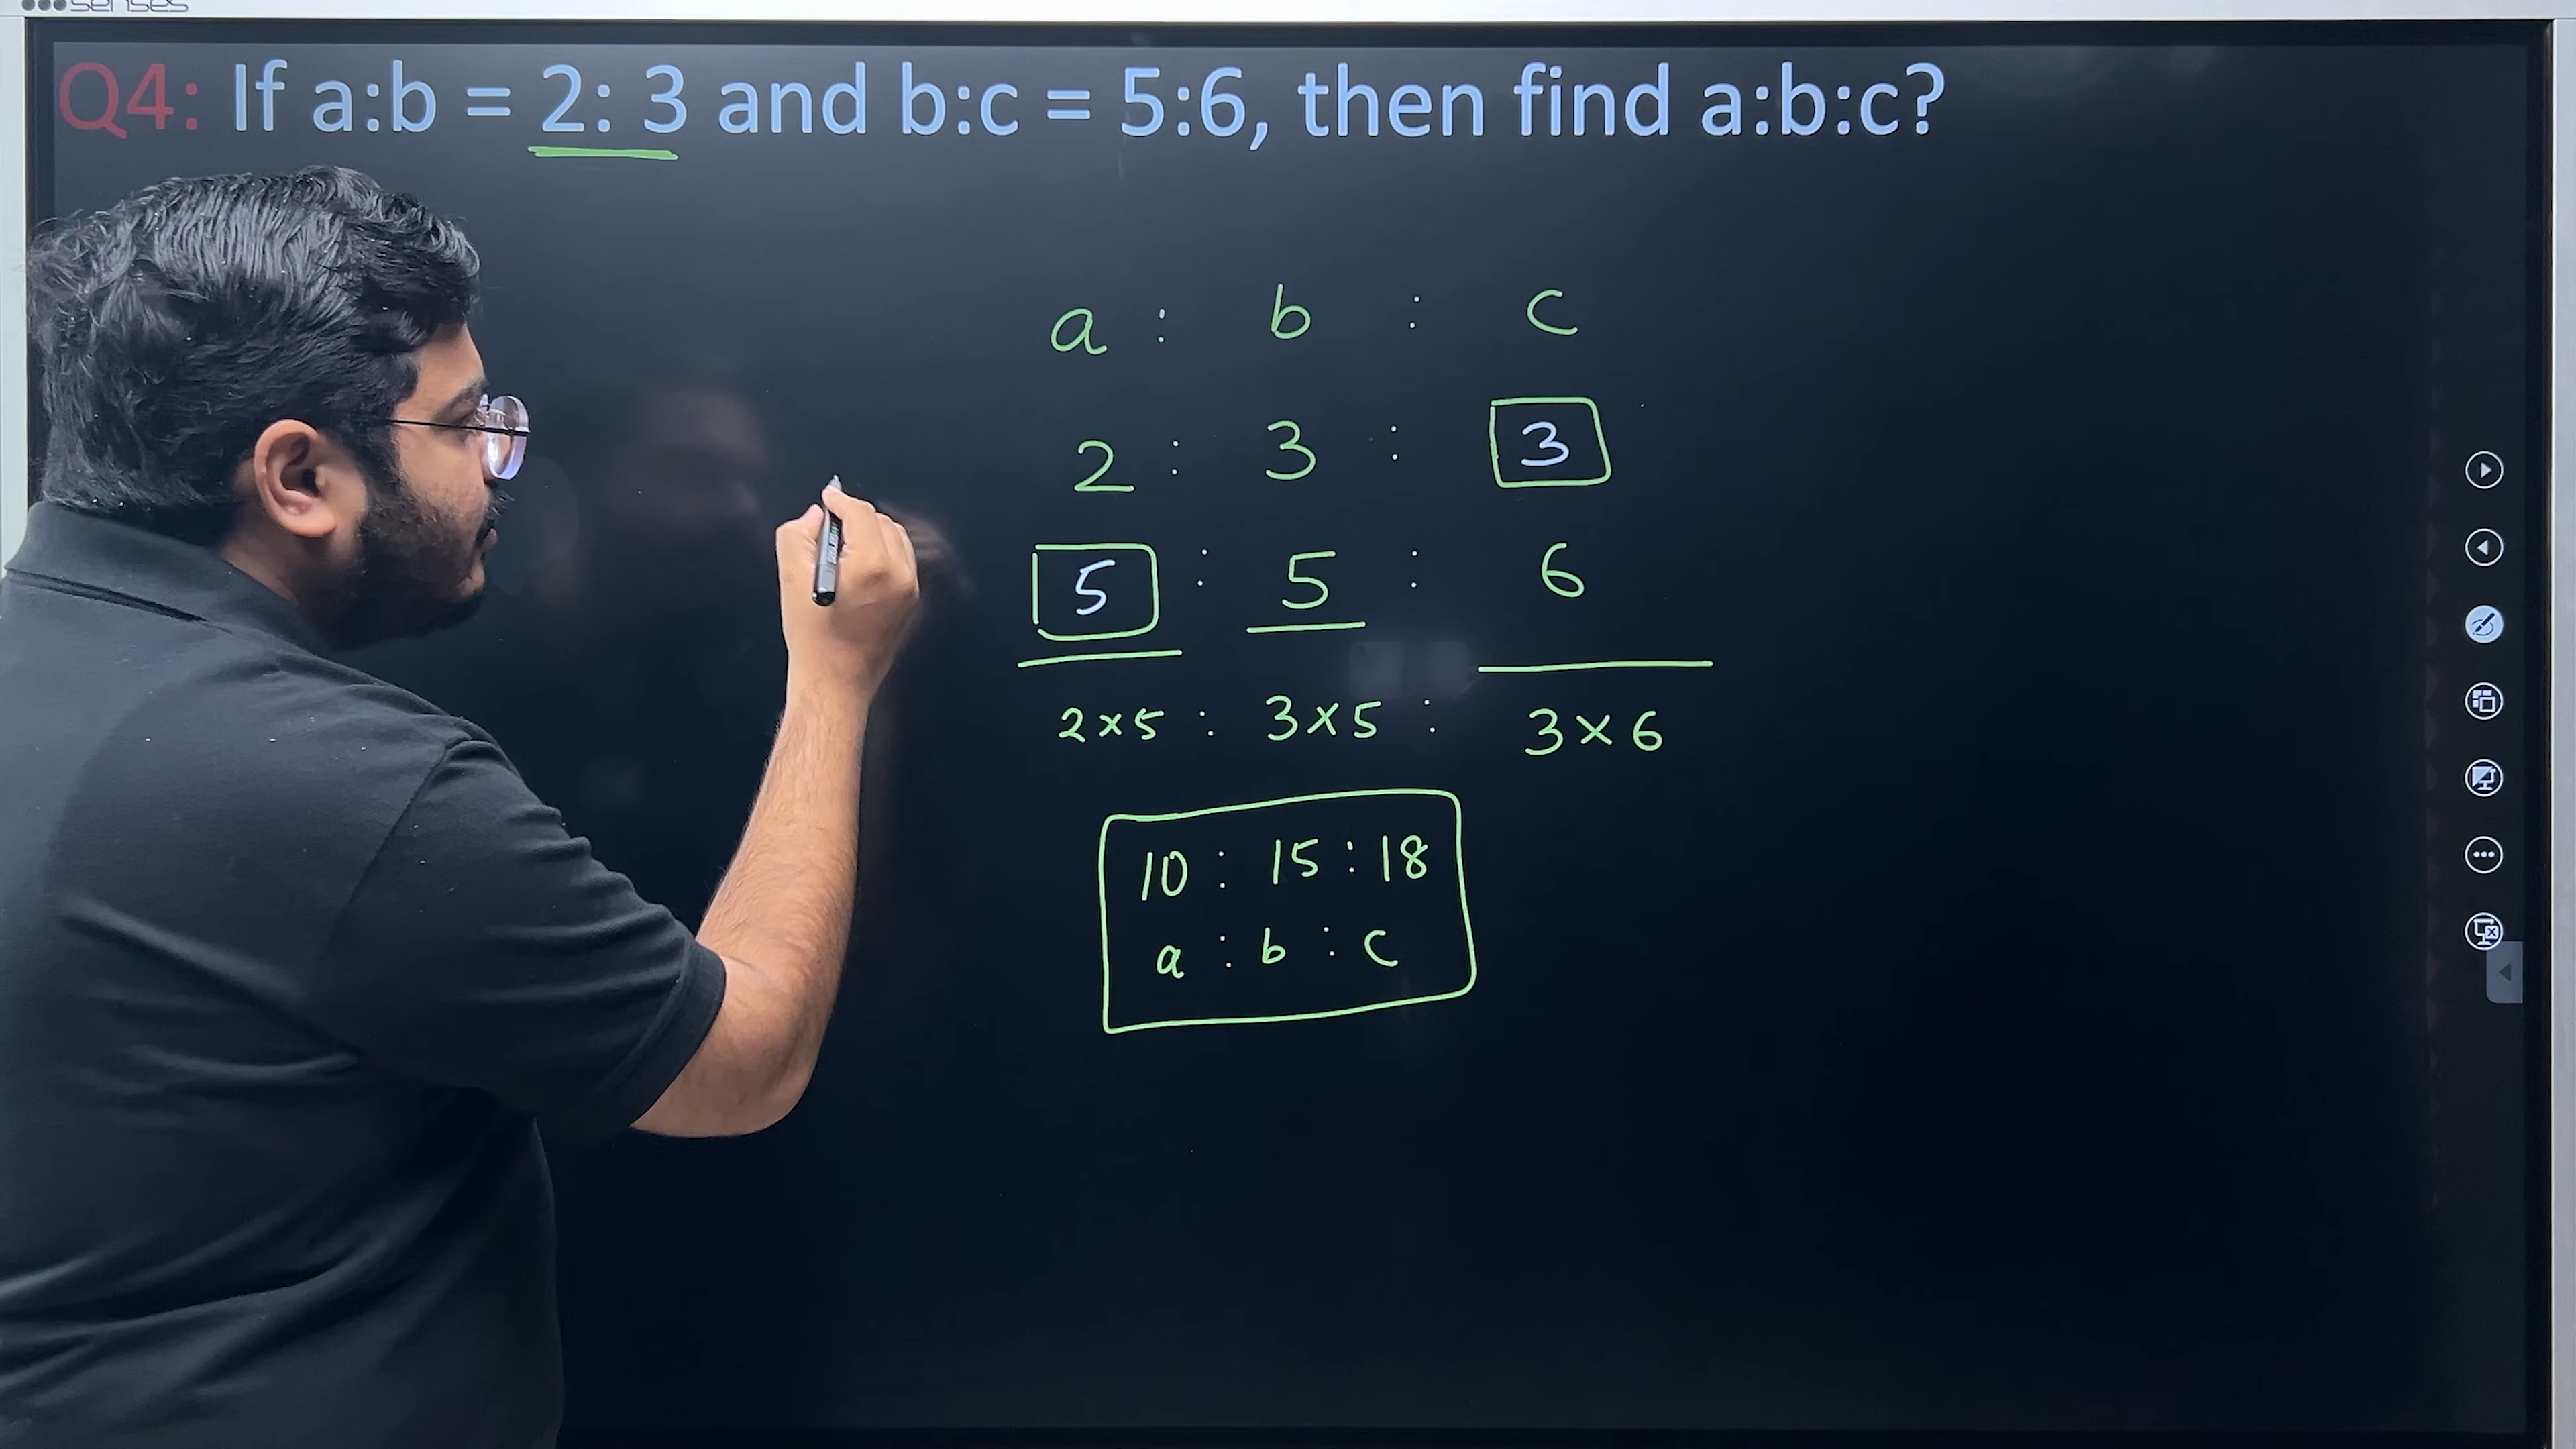 senses
Q4: If a:b = 2: 3 and b:c = 5:6, then find a:b:c?
a : b : c
2 : 3 : 3
5 : 5 : 6
2×5 : 3×5 : 3×6
10 : 15 : 18
a : b : c